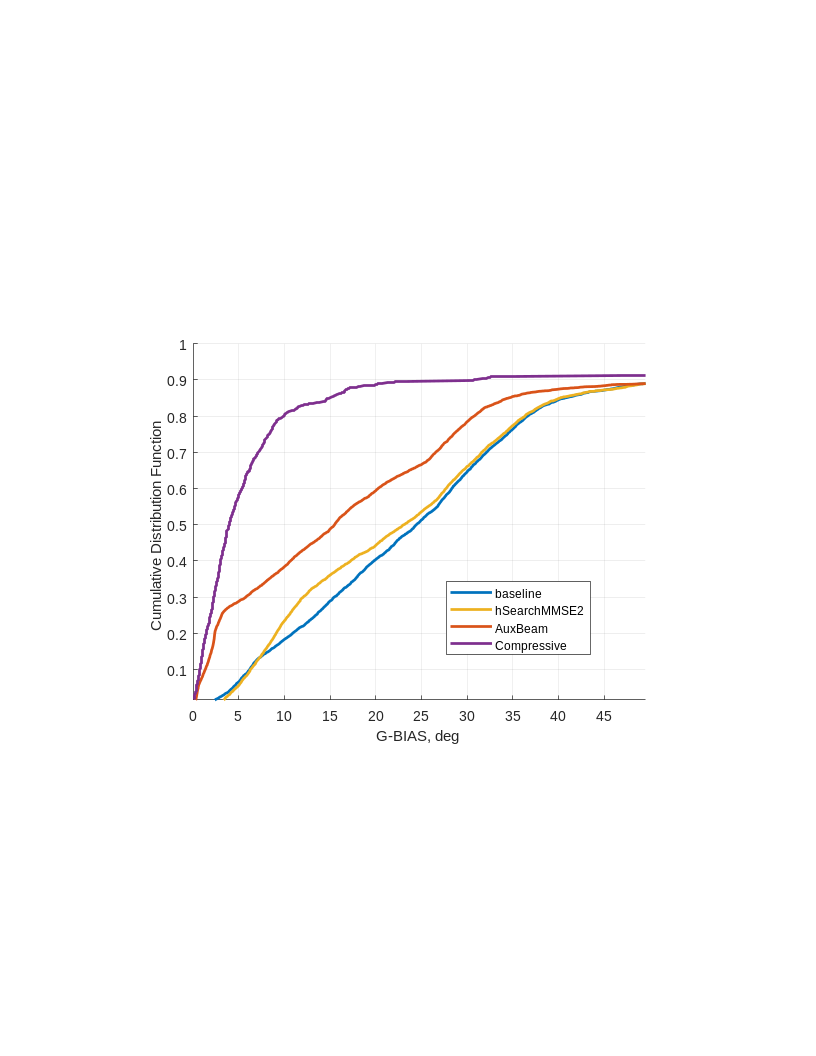 1
0.9
0.8
0.7
0.6
0.5
0.4
0.3
0.2
0.1
Cumulative Distribution Function
baseline
hSearchMMSE2
AuxBeam
Compressive
0 5 10 15 20 25 30 35 40 45
G-BIAS, deg